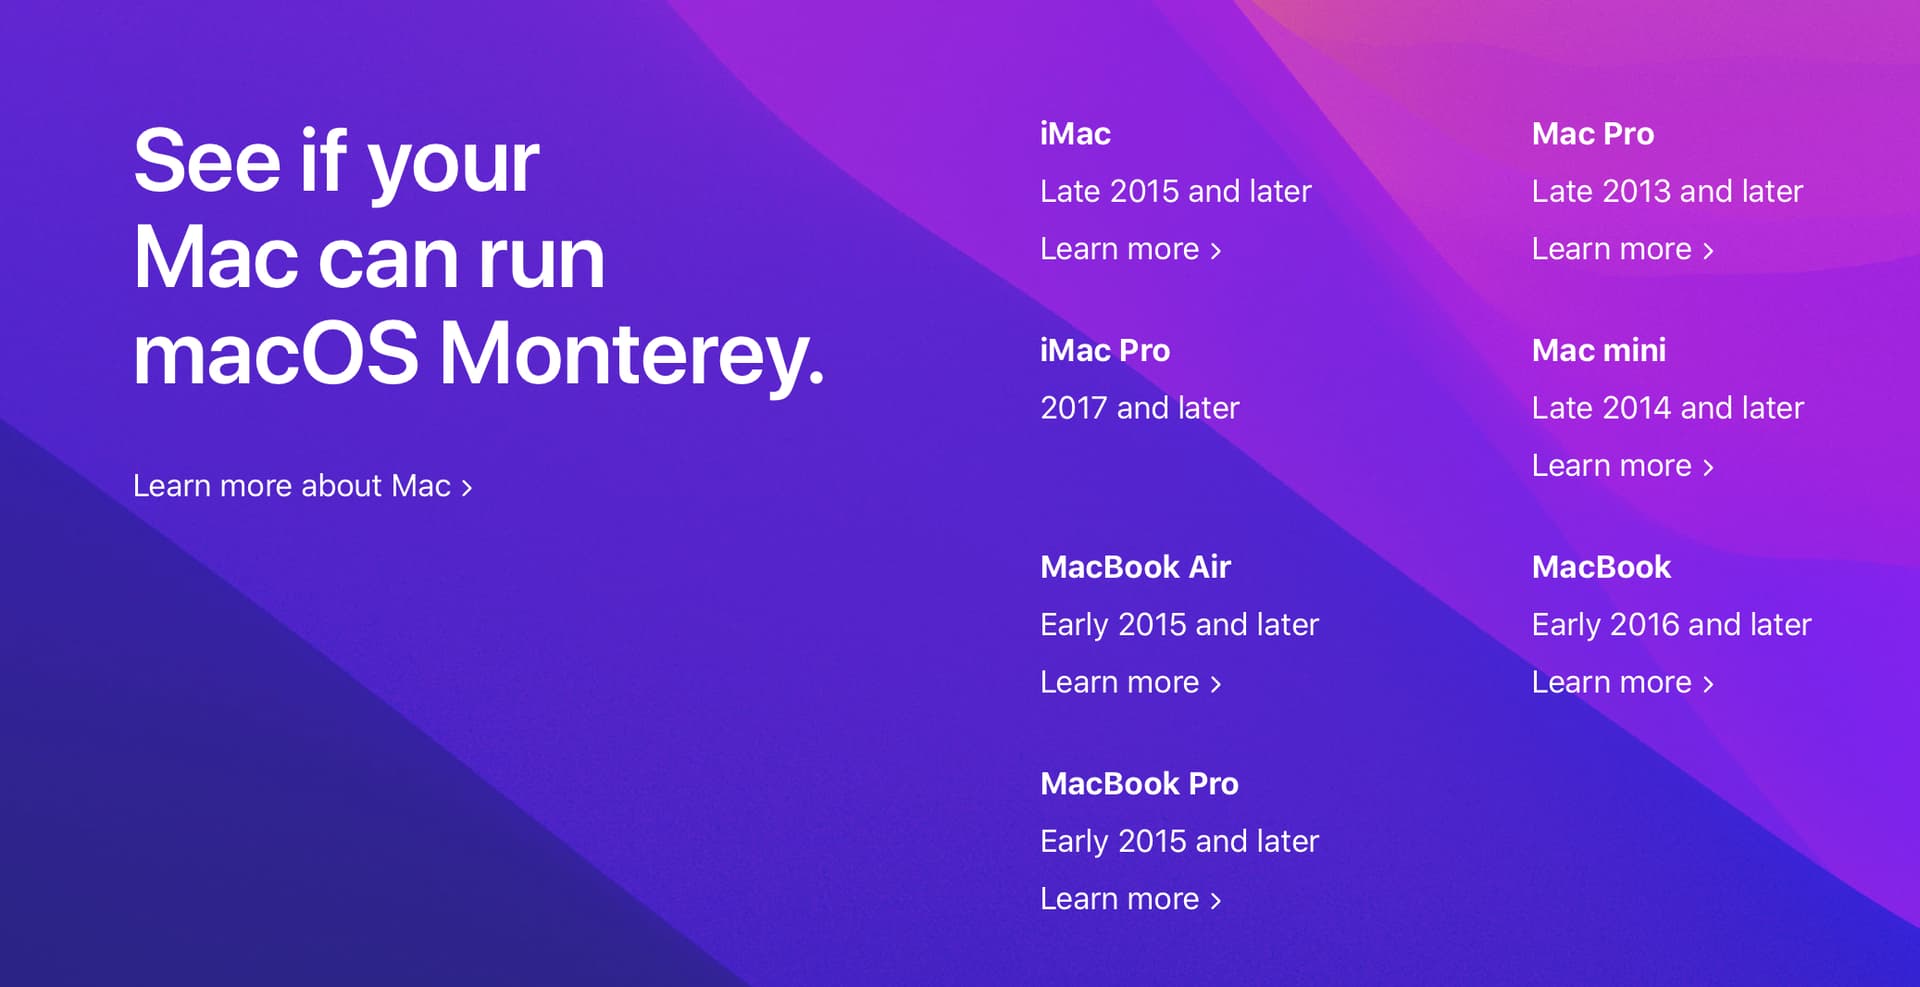 See if your
Mac can run
macOS Monterey.
Learn more about Mac >
iMac
Late 2015 and later
Learn more >
Mac Pro
Late 2013 and later
Learn more >
iMac Pro
2017 and later
Mac mini
Late 2014 and later
Learn more >
MacBook Air
Early 2015 and later
Learn more >
MacBook
Early 2016 and later
Learn more >
MacBook Pro
Early 2015 and later
Learn more >